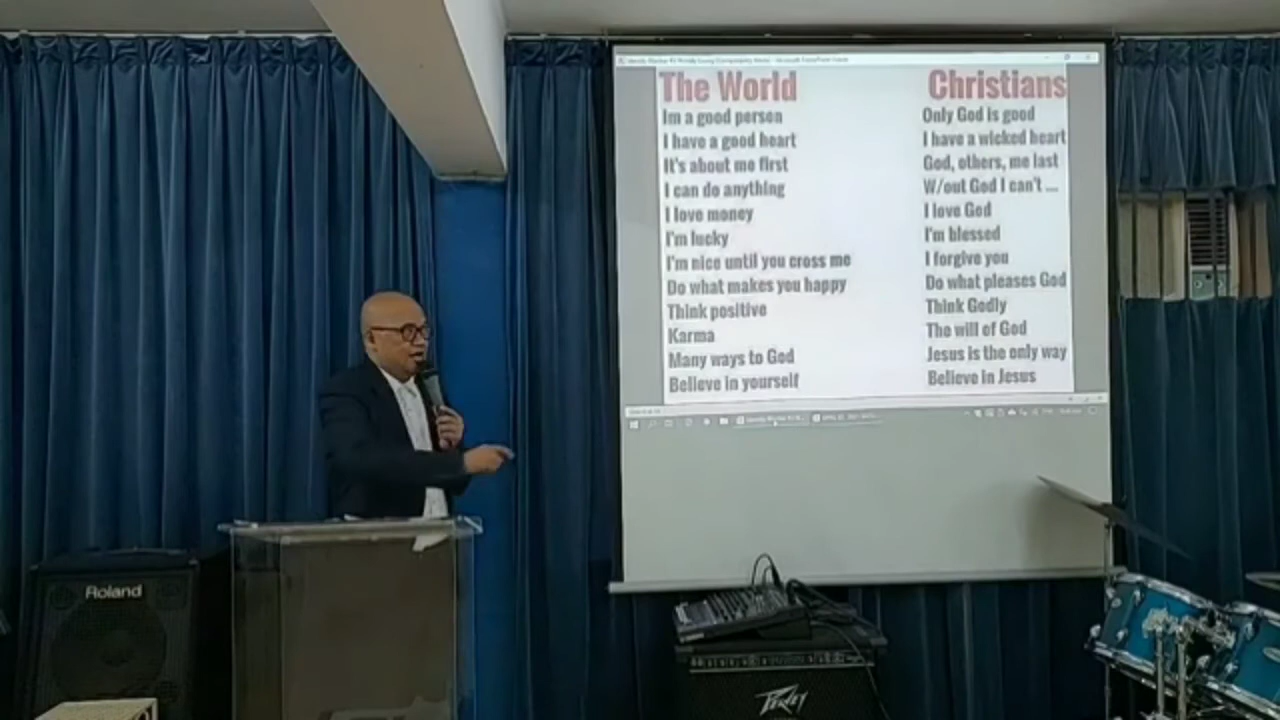 The World
Im a good person
I have a good heart
It's about me first
I can do anything
I love money
I'm lucky
I'm nice until you cross me
Do what makes you happy
Think positive
Karma
Many ways to God
Believe in yourself
Christians
Only God is good
I have a wicked heart
God, others, me last
W/out God I can't ...
I love God
I'm blessed
I forgive you
Do what pleases God
Think Godly
The will of God
Jesus is the only way
Believe in Jesus
Roland
PEAVEY